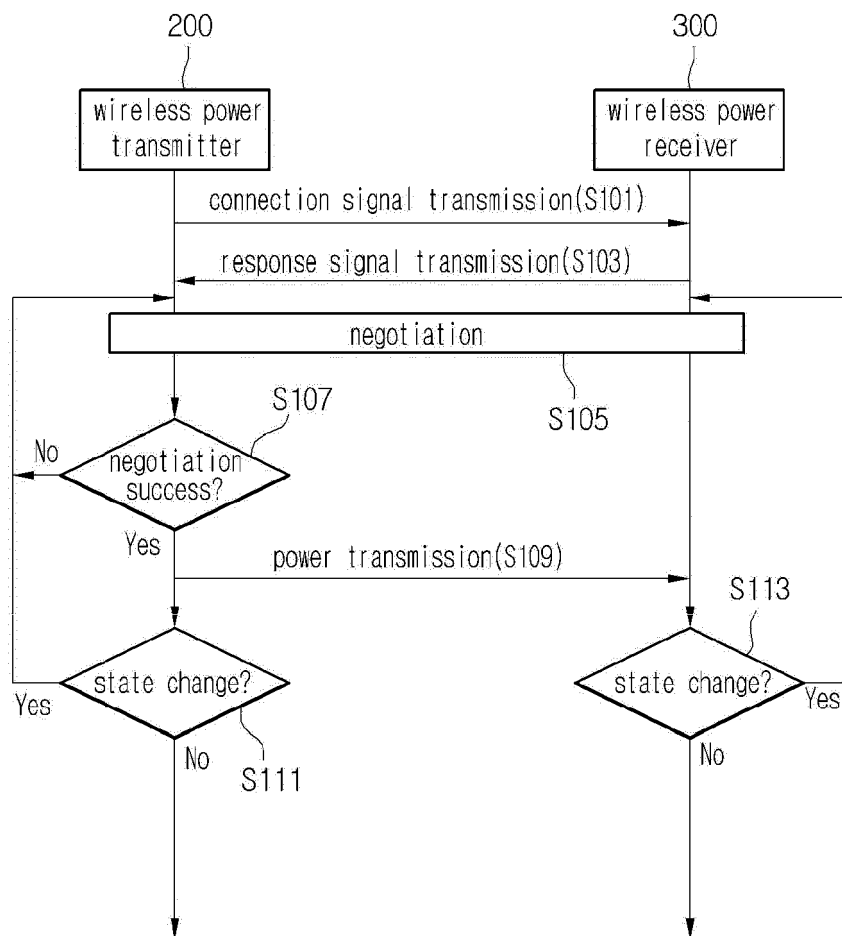 200
300
wireless power
transmitter
wireless power
receiver
connection signal transmission(S101)
response signal transmission(S103)
negotiation
S105
S107
No
negotiation
success?
Yes
power transmission(S109)
S113
state change?
Yes
No
S111
state change?
Yes
No